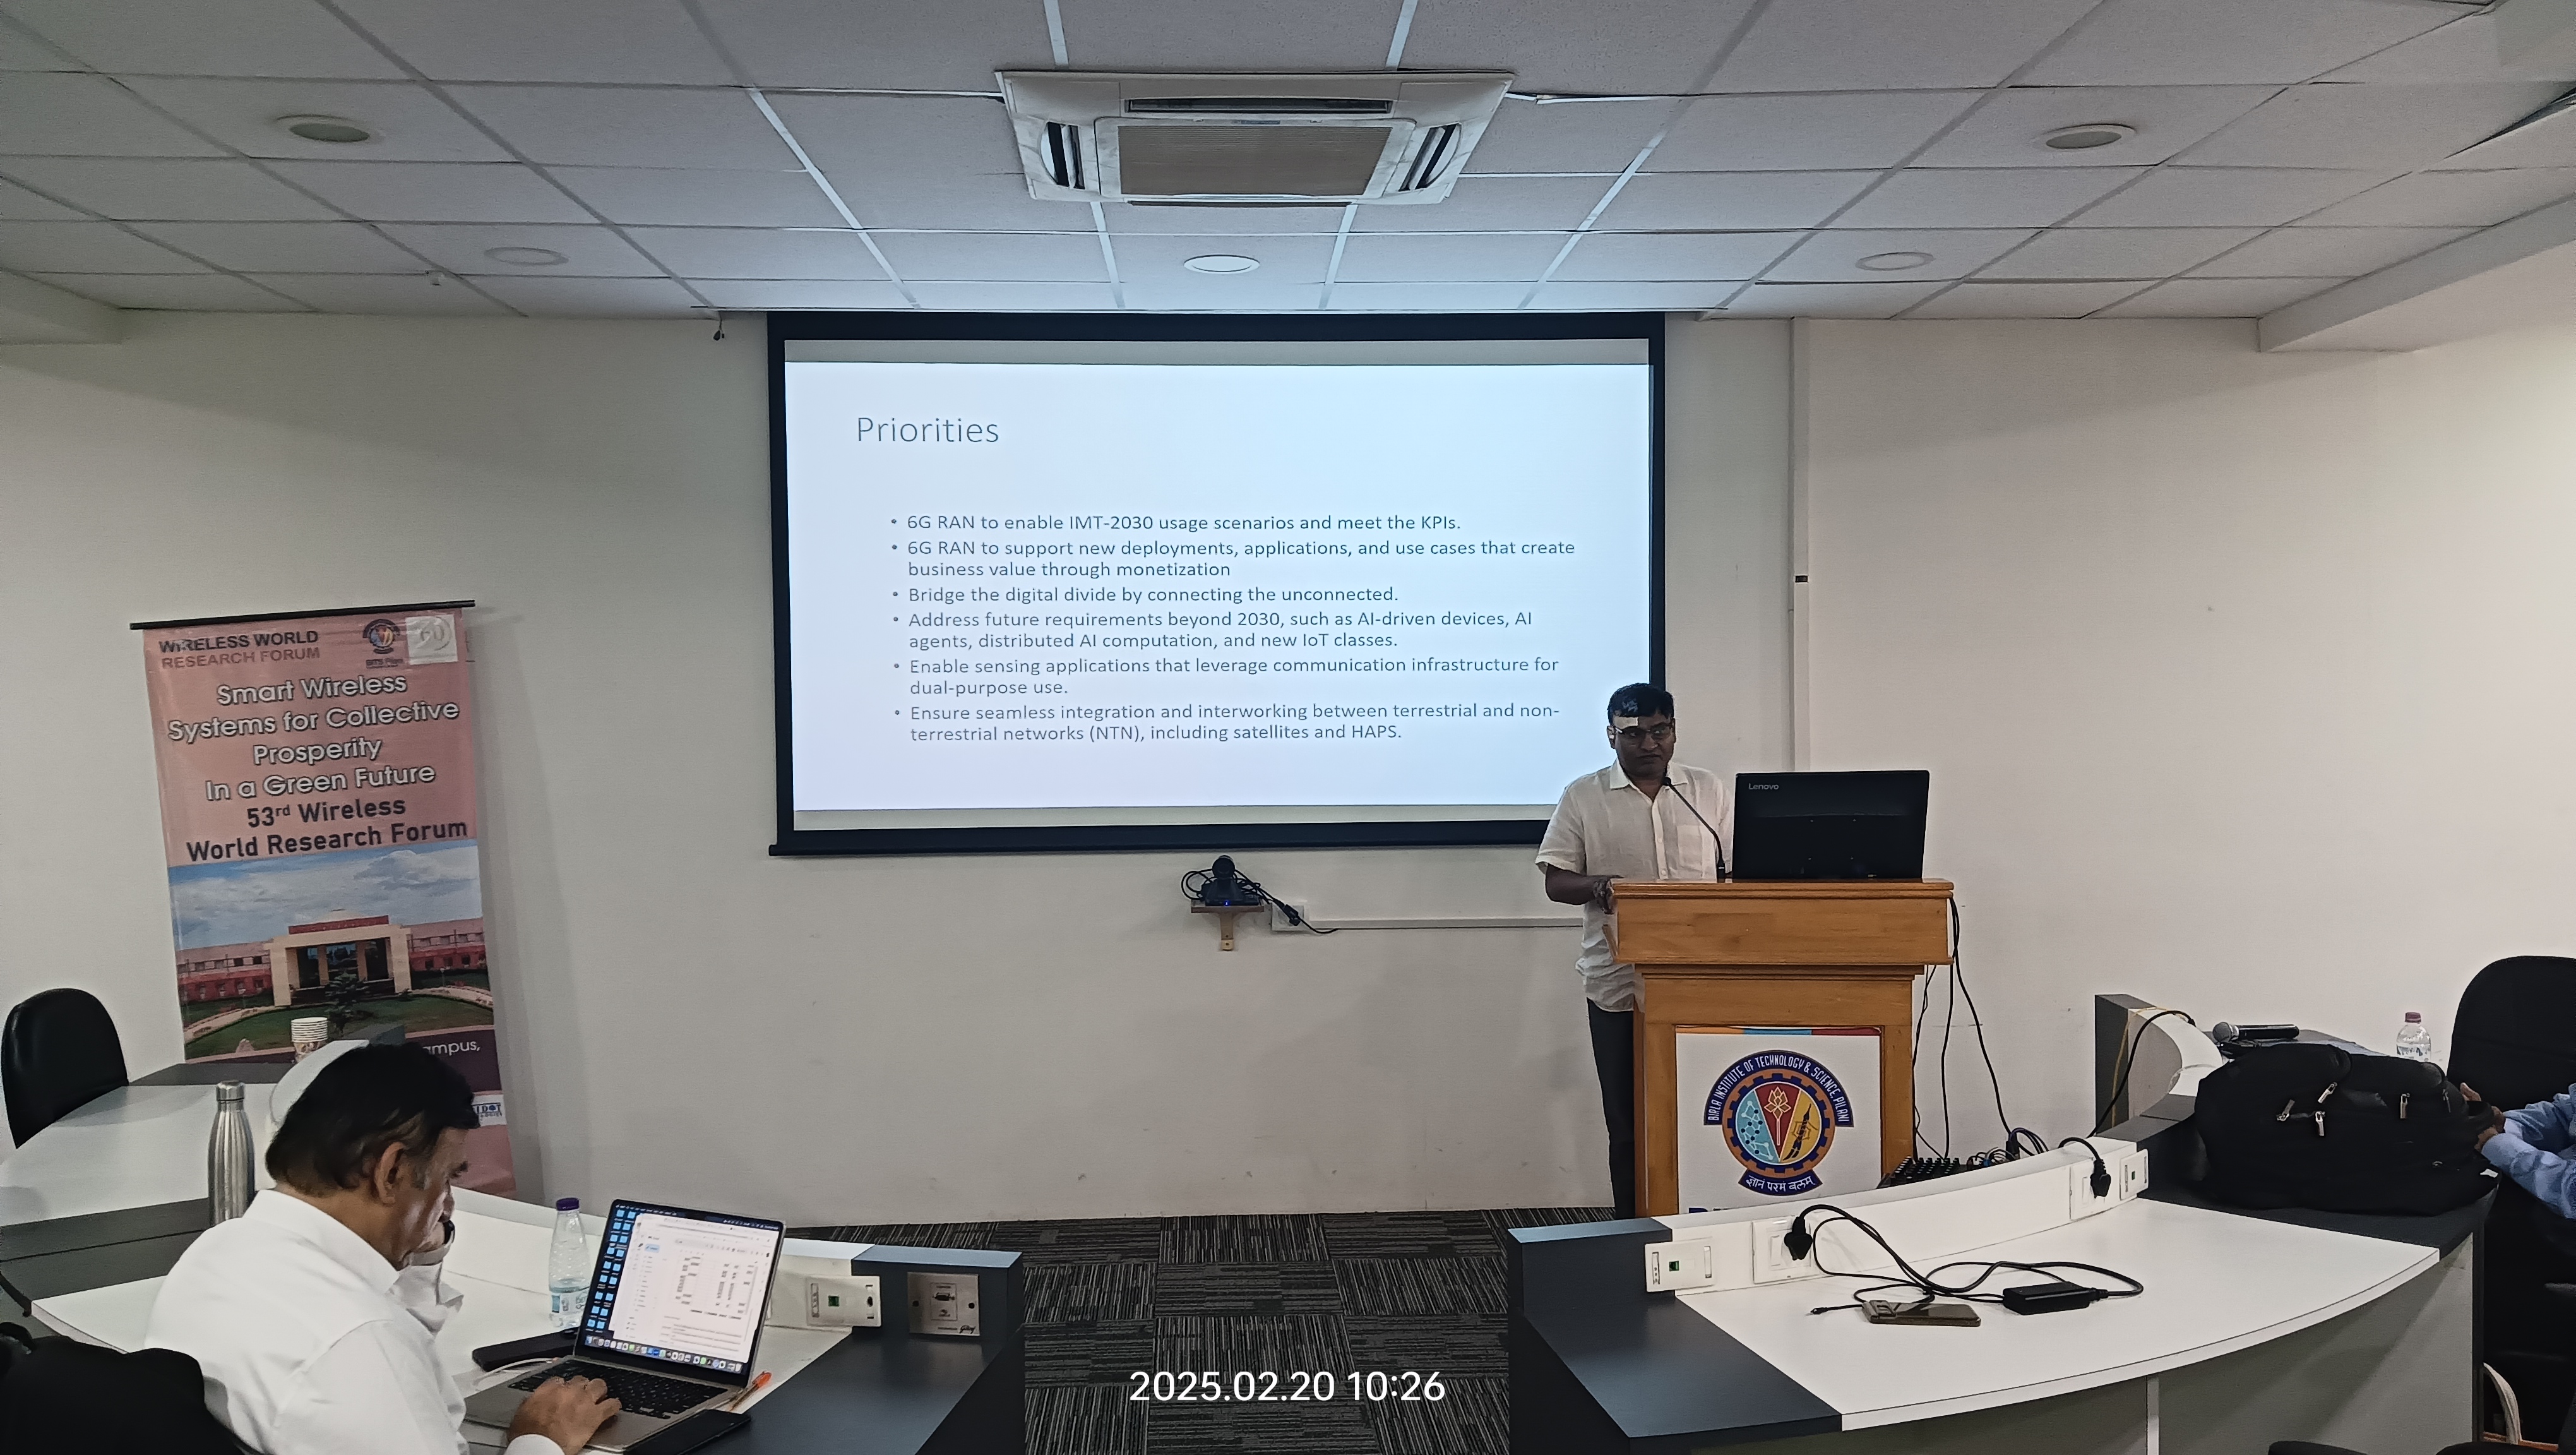 Priorities
• 6G RAN to enable IMT-2030 usage scenarios and meet the KPIs.
• 6G RAN to support new deployments, applications, and use cases that create
business value through monetization
• Bridge the digital divide by connecting the unconnected.
• Address future requirements beyond 2030, such as AI-driven devices, AI
agents, distributed AI computation, and new IoT classes.
• Enable sensing applications that leverage communication infrastructure for
dual-purpose use.
• Ensure seamless integration and interworking between terrestrial and non-
terrestrial networks (NTN), including satellites and HAPS.
WIRELESS WORLD
RESEARCH FORUM
BITS Pilani
Smart Wireless
Systems for Collective
Prosperity
In a Green Future
53rd Wireless
World Research Forum
Lenovo
BIRLA INSTITUTE OF TECHNOLOGY & SCIENCE, PILANI
ज्ञानं परमं बलम्
2025.02.20 10:26